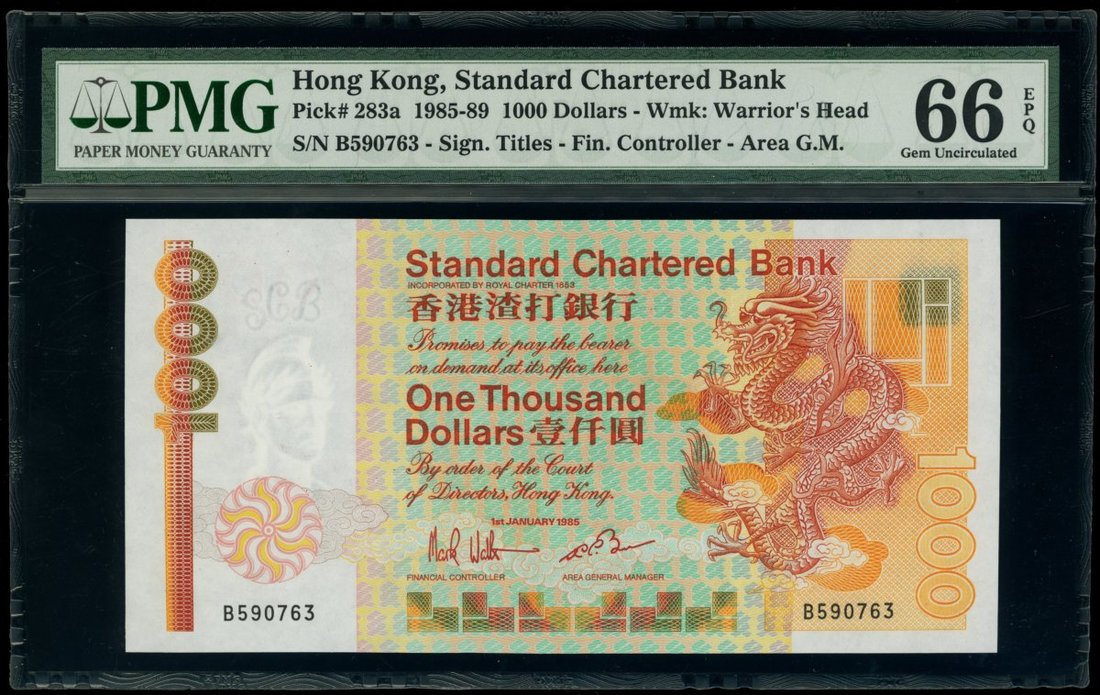 PMG
PAPER MONEY GUARANTY
Hong Kong, Standard Chartered Bank
Pick# 283a 1985-89 1000 Dollars - Wmk: Warrior's Head
S/N B590763 - Sign. Titles - Fin. Controller - Area G.M.
66 EPQ
Gem Uncirculated
1000
SCB
Standard Chartered Bank
INCORPORATED BY ROYAL CHARTER 1853
香港渣打銀行
Promises to pay the bearer
on demand at its office here
One Thousand
Dollars 壹仟圓
By order of the Court
of Directors, Hong Kong.
1st JANUARY 1985
Mark Waller
FINANCIAL CONTROLLER
AREA GENERAL MANAGER
1000
B590763
B590763